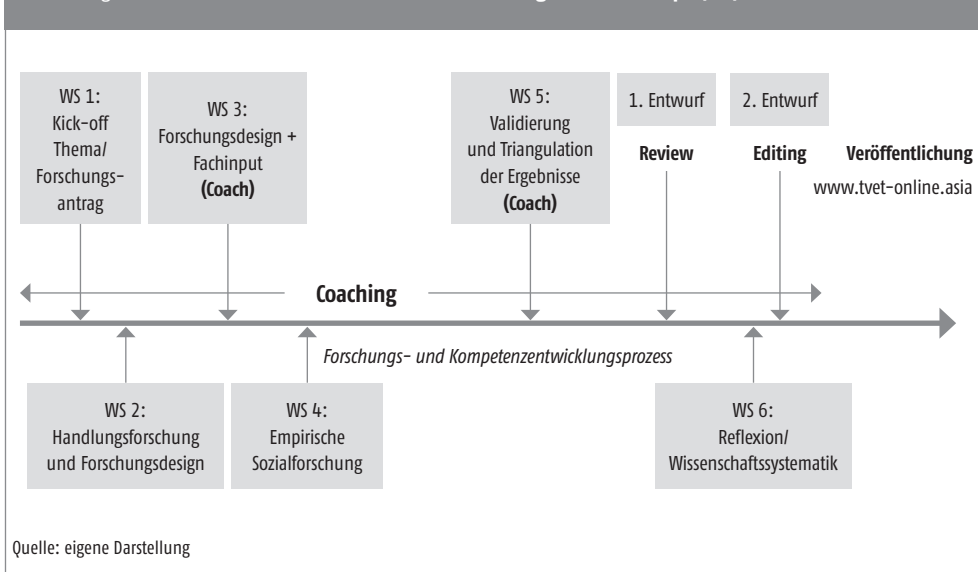 WS 1:
Kick-off
Thema/
Forschungs-
antrag
WS 3:
Forschungsdesign +
Fachinput
(Coach)
WS 5:
Validierung
und Triangulation
der Ergebnisse
(Coach)
1. Entwurf
Review
2. Entwurf
Editing
Veröffentlichung
www.tvet-online.asia
Coaching
Forschungs- und Kompetenzentwicklungsprozess
WS 2:
Handlungsforschung
und Forschungsdesign
WS 4:
Empirische
Sozialforschung
WS 6:
Reflexion/
Wissenschaftssystematik
Quelle: eigene Darstellung